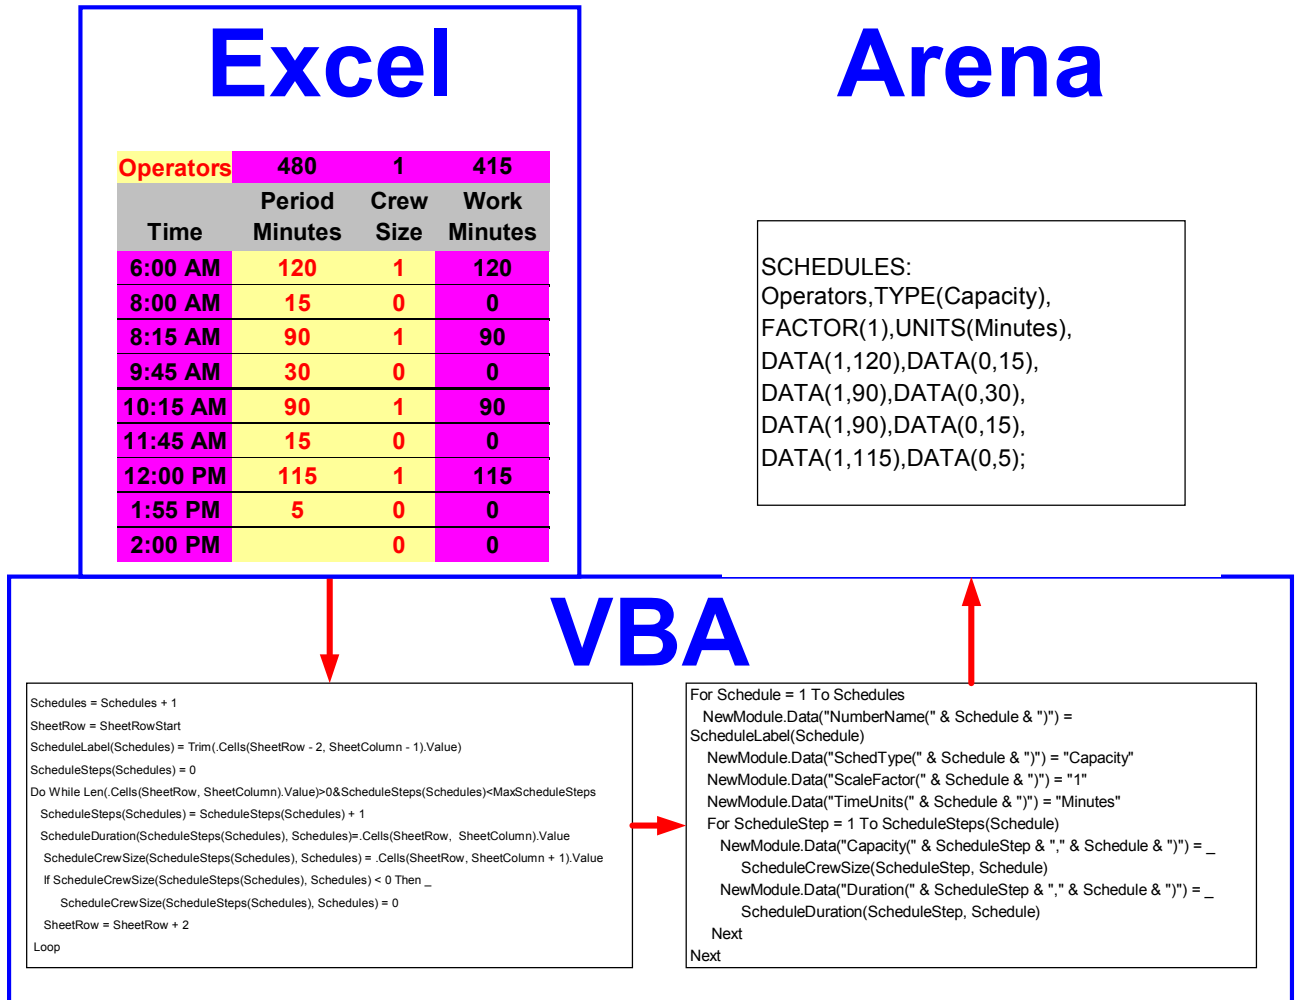 Excel
Arena
Operators 480 1 415
Time Period Minutes Crew Size Work Minutes
6:00 AM 120 1 120
8:00 AM 15 0 0
8:15 AM 90 1 90
9:45 AM 30 0 0
10:15 AM 90 1 90
11:45 AM 15 0 0
12:00 PM 115 1 115
1:55 PM 5 0 0
2:00 PM 0 0
SCHEDULES:
Operators,TYPE(Capacity),
FACTOR(1),UNITS(Minutes),
DATA(1,120),DATA(0,15),
DATA(1,90),DATA(0,30),
DATA(1,90),DATA(0,15),
DATA(1,115),DATA(0,5);
VBA
Schedules = Schedules + 1
SheetRow = SheetRowStart
ScheduleLabel(Schedules) = Trim(.Cells(SheetRow - 2, SheetColumn - 1).Value)
ScheduleSteps(Schedules) = 0
Do While Len(.Cells(SheetRow, SheetColumn).Value)>0&ScheduleSteps(Schedules)<MaxScheduleSteps
ScheduleSteps(Schedules) = ScheduleSteps(Schedules) + 1
ScheduleDuration(ScheduleSteps(Schedules), Schedules)=.Cells(SheetRow, SheetColumn).Value
ScheduleCrewSize(ScheduleSteps(Schedules), Schedules) = .Cells(SheetRow, SheetColumn + 1).Value
If ScheduleCrewSize(ScheduleSteps(Schedules), Schedules) < 0 Then _
ScheduleCrewSize(ScheduleSteps(Schedules), Schedules) = 0
SheetRow = SheetRow + 2
Loop
For Schedule = 1 To Schedules
NewModule.Data("NumberName(" & Schedule & ")") =
ScheduleLabel(Schedule)
NewModule.Data("SchedType(" & Schedule & ")") = "Capacity"
NewModule.Data("ScaleFactor(" & Schedule & ")") = "1"
NewModule.Data("TimeUnits(" & Schedule & ")") = "Minutes"
For ScheduleStep = 1 To ScheduleSteps(Schedule)
NewModule.Data("Capacity(" & ScheduleStep & "," & Schedule & ")") = _
ScheduleCrewSize(ScheduleStep, Schedule)
NewModule.Data("Duration(" & ScheduleStep & "," & Schedule & ")") = _
ScheduleDuration(ScheduleStep, Schedule)
Next
Next